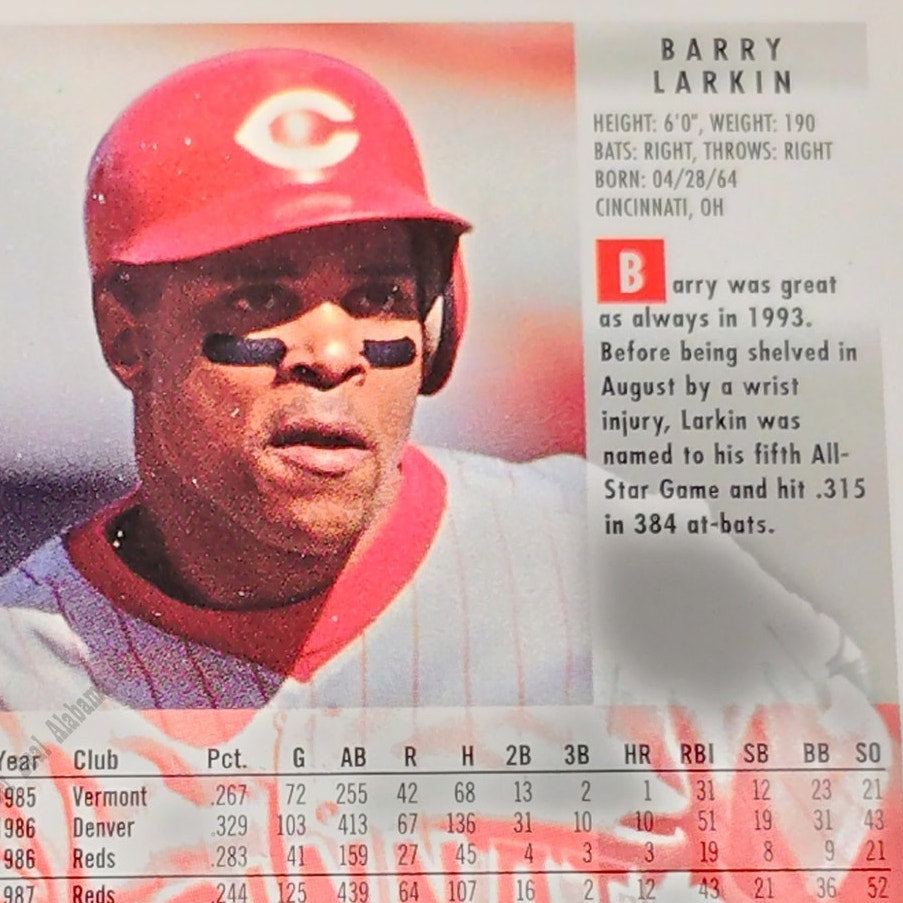 BARRY
LARKIN
HEIGHT: 6'0", WEIGHT: 190
BATS: RIGHT, THROWS: RIGHT
BORN: 04/28/64
CINCINNATI, OH
Barry was great
as always in 1993.
Before being shelved in
August by a wrist
injury, Larkin was
named to his fifth All-
Star Game and hit .315
in 384 at-bats.
Year Club Pct. G AB R H 2B 3B HR RBI SB BB SO
985 Vermont .267 72 255 42 68 13 2 1 31 12 23 21
986 Denver .329 103 413 67 136 31 10 10 51 19 31 43
986 Reds .283 41 159 27 45 4 3 3 19 8 9 21
987 Reds .244 125 439 64 107 16 2 12 43 21 36 52